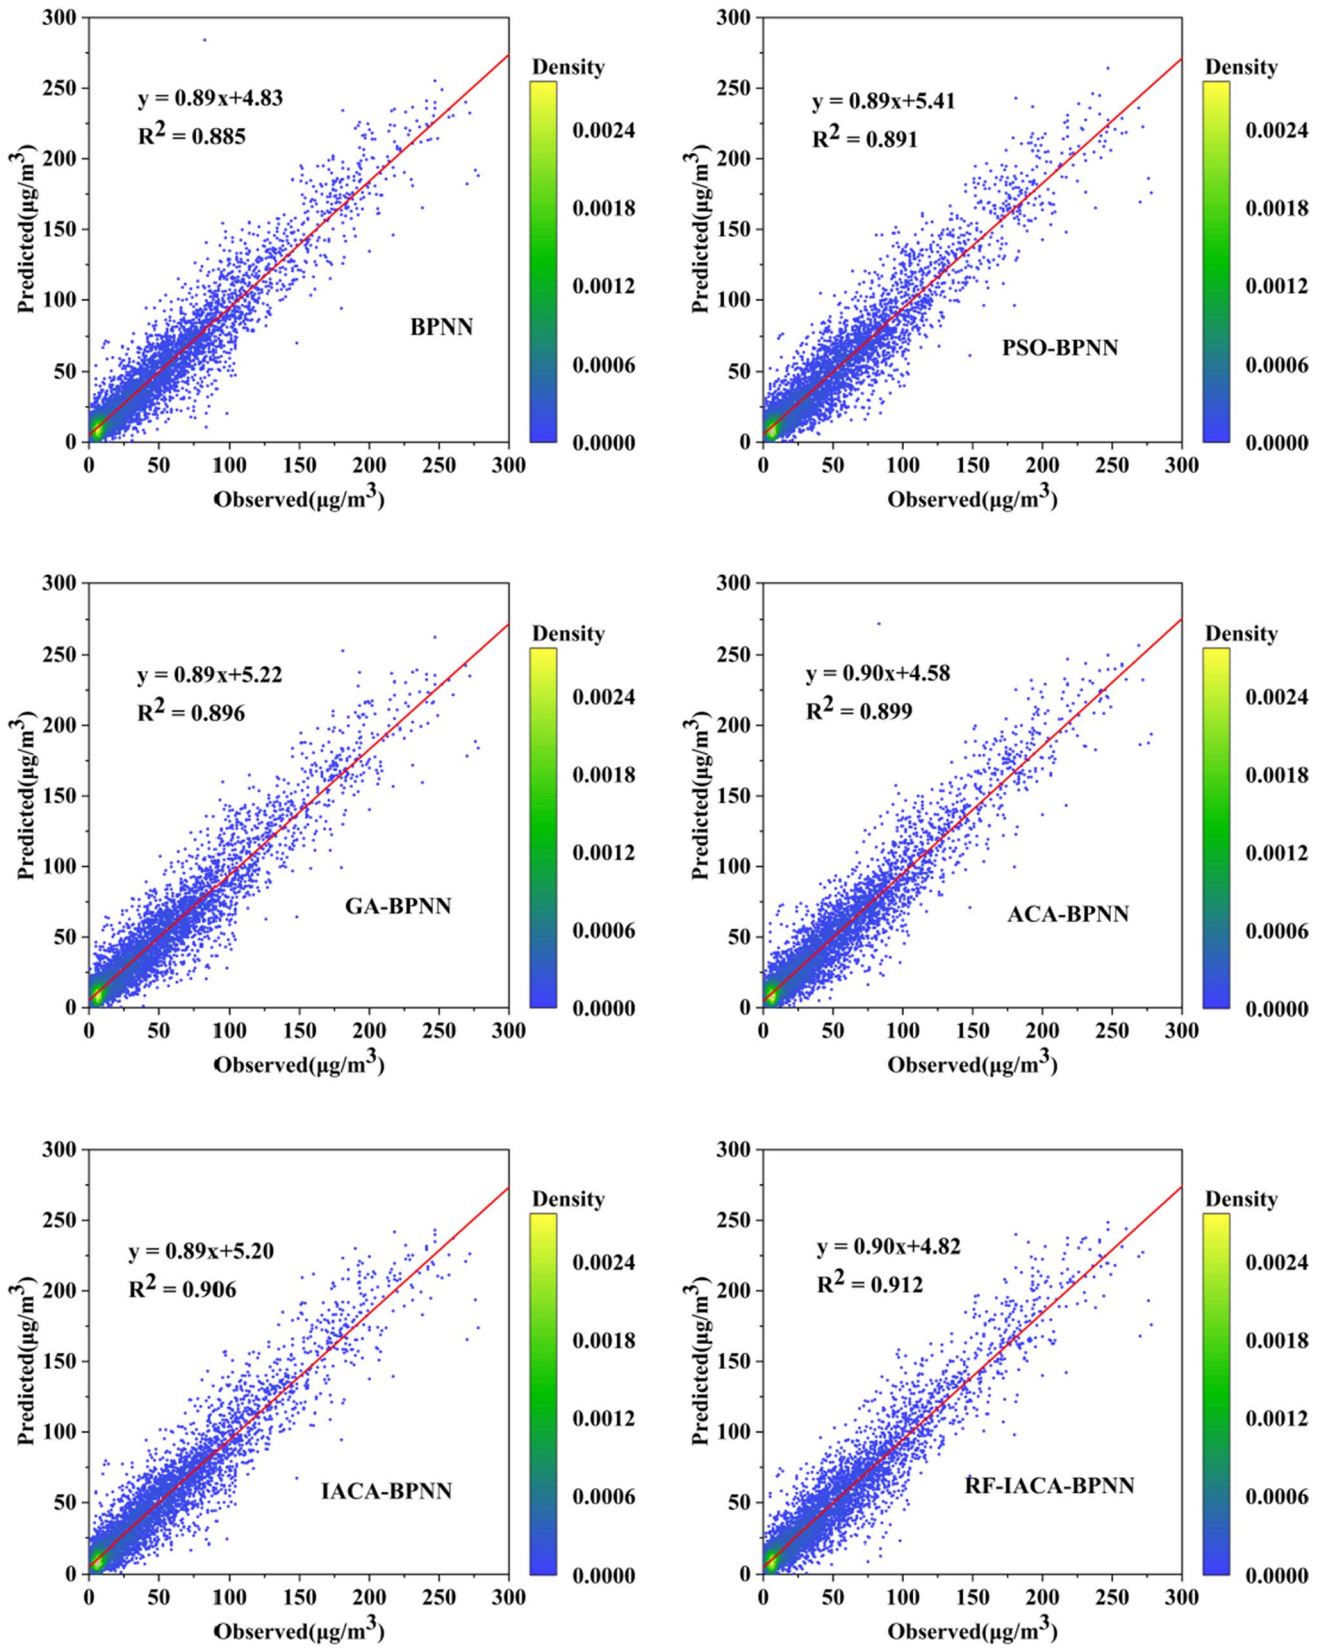 300
250
200
150
100
50
0
Predicted(μg/m³)
y = 0.89x+4.83
R² = 0.885
BPNN
0 50 100 150 200 250 300
Observed(μg/m³)
Density
0.0024
0.0018
0.0012
0.0006
0.0000
300
250
200
150
100
50
0
Predicted(μg/m³)
y = 0.89x+5.41
R² = 0.891
PSO-BPNN
0 50 100 150 200 250 300
Observed(μg/m³)
Density
0.0024
0.0018
0.0012
0.0006
0.0000
300
250
200
150
100
50
0
Predicted(μg/m³)
y = 0.89x+5.22
R² = 0.896
GA-BPNN
0 50 100 150 200 250 300
Observed(μg/m³)
Density
0.0024
0.0018
0.0012
0.0006
0.0000
300
250
200
150
100
50
0
Predicted(μg/m³)
y = 0.90x+4.58
R² = 0.899
ACA-BPNN
0 50 100 150 200 250 300
Observed(μg/m³)
Density
0.0024
0.0018
0.0012
0.0006
0.0000
300
250
200
150
100
50
0
Predicted(μg/m³)
y = 0.89x+5.20
R² = 0.906
IACA-BPNN
0 50 100 150 200 250 300
Observed(μg/m³)
Density
0.0024
0.0018
0.0012
0.0006
0.0000
300
250
200
150
100
50
0
Predicted(μg/m³)
y = 0.90x+4.82
R² = 0.912
RF-IACA-BPNN
0 50 100 150 200 250 300
Observed(μg/m³)
Density
0.0024
0.0018
0.0012
0.0006
0.0000